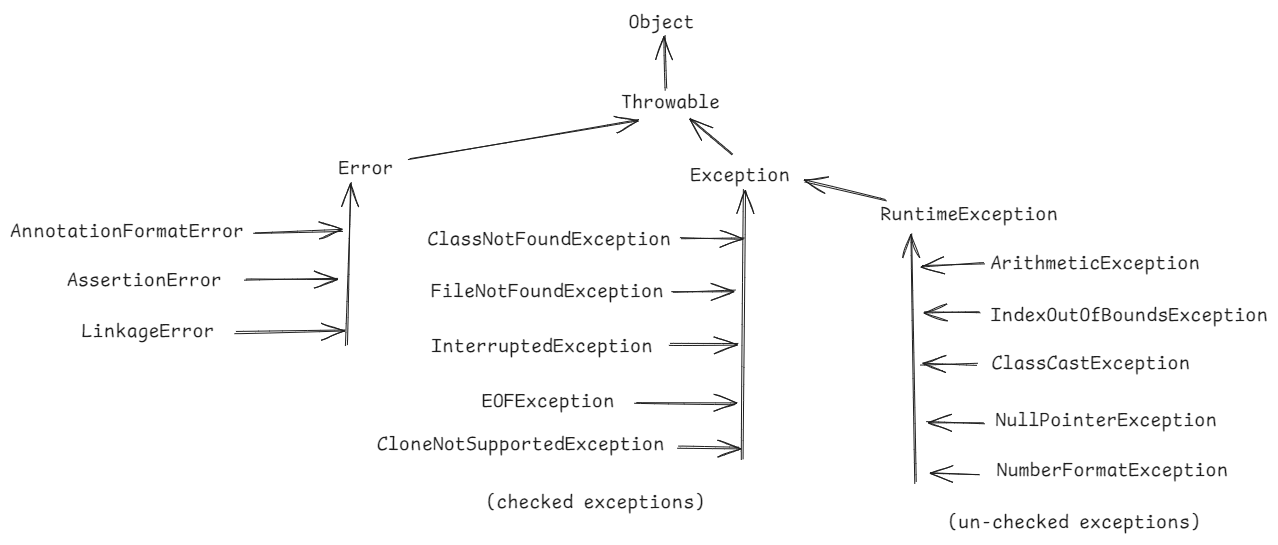 Object
Throwable
Error
Exception
RuntimeException
AnnotationFormatError
AssertionError
LinkageError
ClassNotFoundException
FileNotFoundException
InterruptedException
EOFException
CloneNotSupportedException
(checked exceptions)
ArithmeticException
IndexOutOfBoundsException
ClassCastException
NullPointerException
NumberFormatException
(un-checked exceptions)